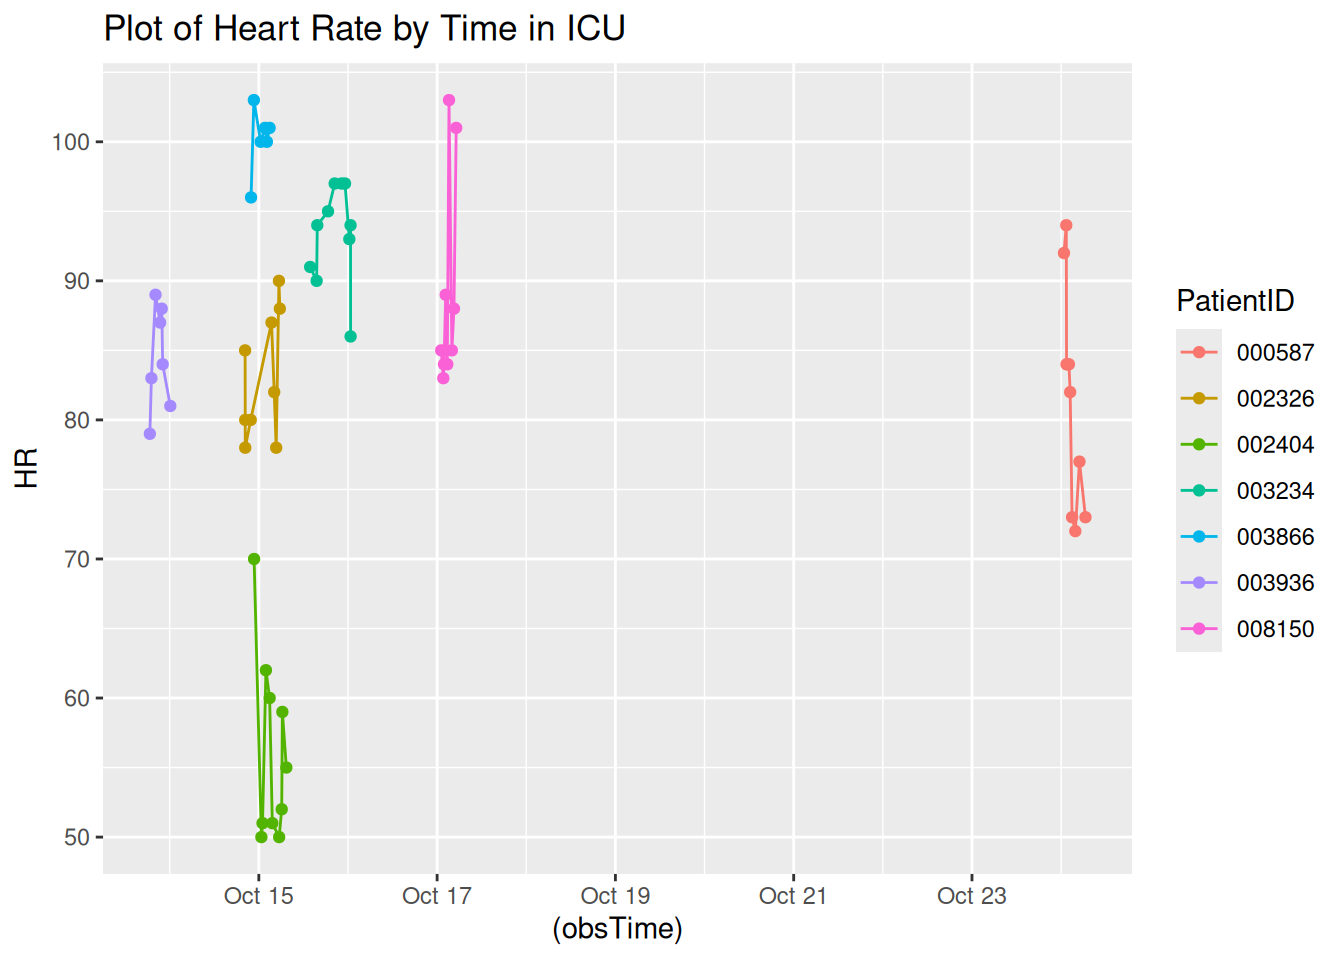 Plot of Heart Rate by Time in ICU
100
90
80
70
60
50
HR
Oct 15
Oct 17
Oct 19
Oct 21
Oct 23
(obsTime)
PatientID
000587
002326
002404
003234
003866
003936
008150